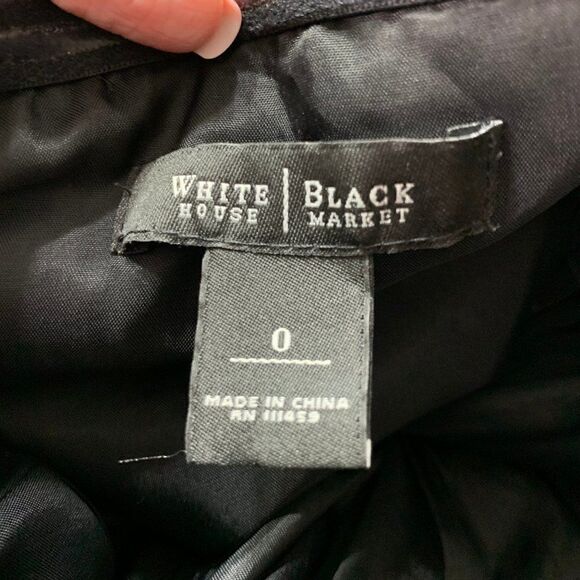 WHITE | BLACK
HOUSE | MARKET
0
MADE IN CHINA
RN 111459